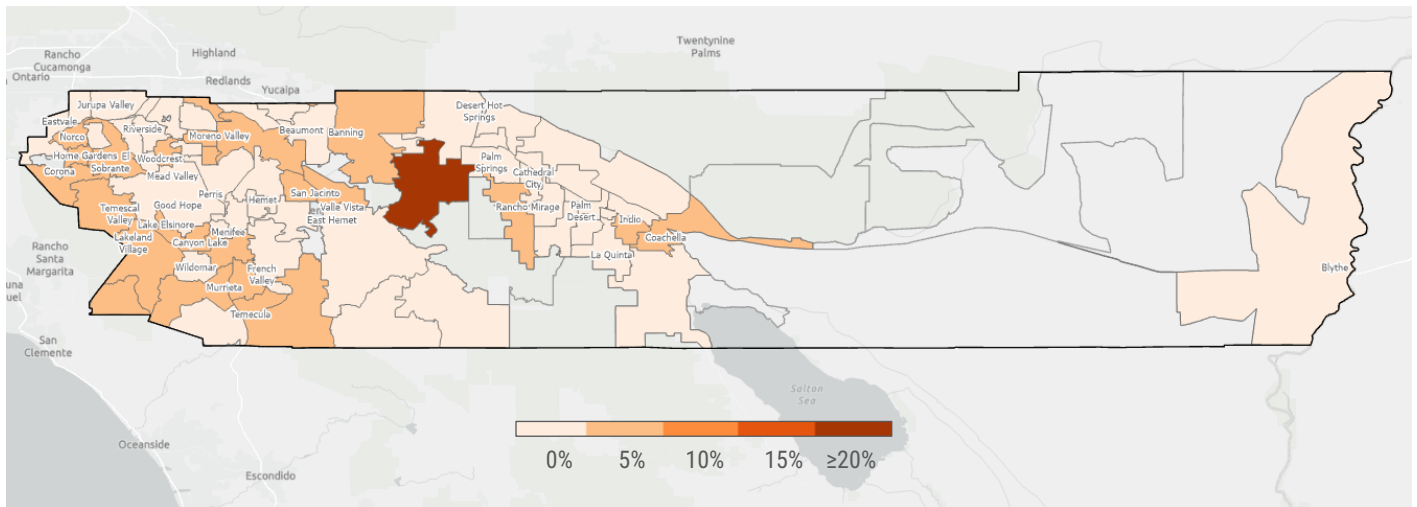 Twentynine
Palms
Highland
Rancho
Cucamonga
Ontario
Redlands
Yucaipa
Jurupa Valley
Desert Hot
Springs
Eastvale
Riverside
Norco
Moreno Valley
Beaumont
Banning
Home Gardens
El
Sobrante
Woodcrest
Corona
Palm
Springs
Cathedral
City
Mead Valley
Perris
San Jacinto
Hemet
Valle Vista
East Hemet
Good Hope
Rancho Mirage
Palm
Desert
Indio
Temescal
Valley
Lake Elsinore
Lakeland
Village
Menifee
Canyon Lake
Coachella
La Quinta
Rancho
Santa
Margarita
Wildomar
French
Valley
Blythe
Murrieta
Temecula
San
Clemente
Salton
Sea
Oceanside
Escondido
0% 5% 10% 15% ≥20%